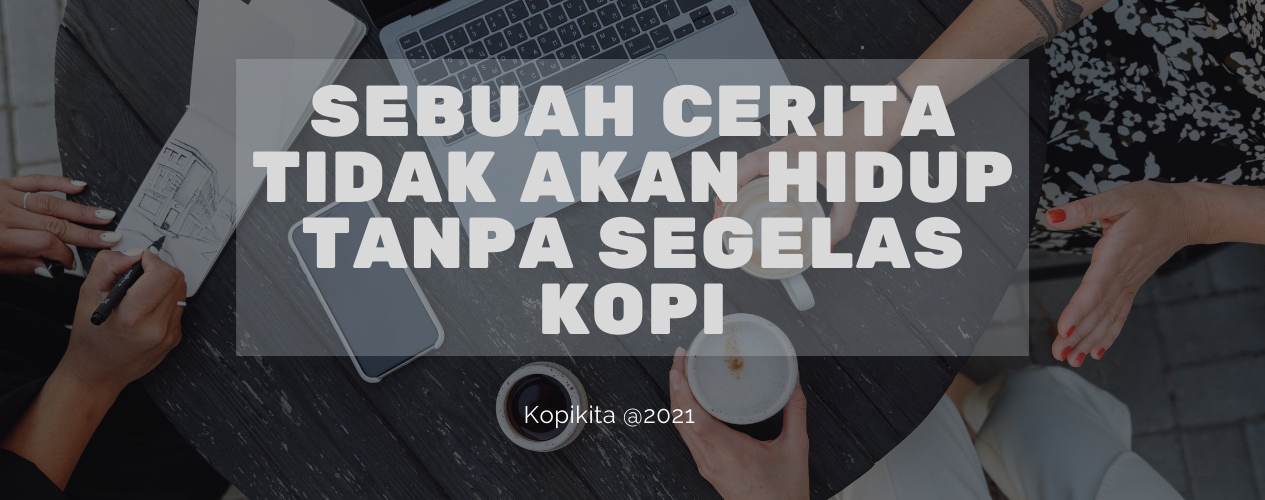 SEBUAH CERITA
TIDAK AKAN HIDUP
TANPA SEGELAS
KOPI
Kopikita @2021